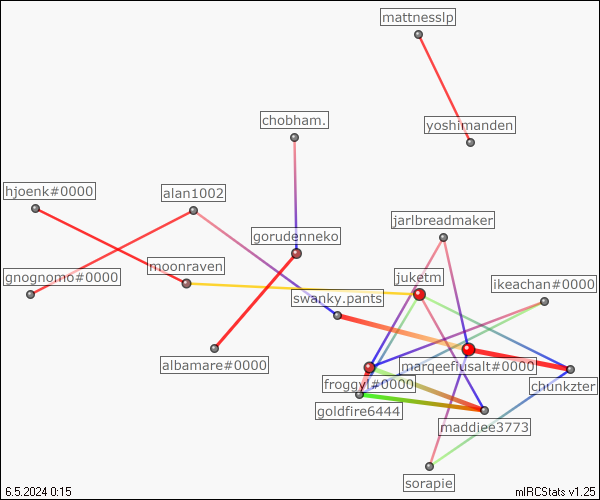 mattnesslp
yoshimanden
chobham.
hjoenk#0000
alan1002
jarlbreadmaker
gorudenneko
gnognomo#0000
moonraven
juketm
ikeachan#0000
swanky.pants
albamare#0000
marqeefiusalt#0000
froggy!#0000
chunkzter
goldfire6444
maddiee3773
sorapie
6.5.2024 0:15
mIRCStats v1.25